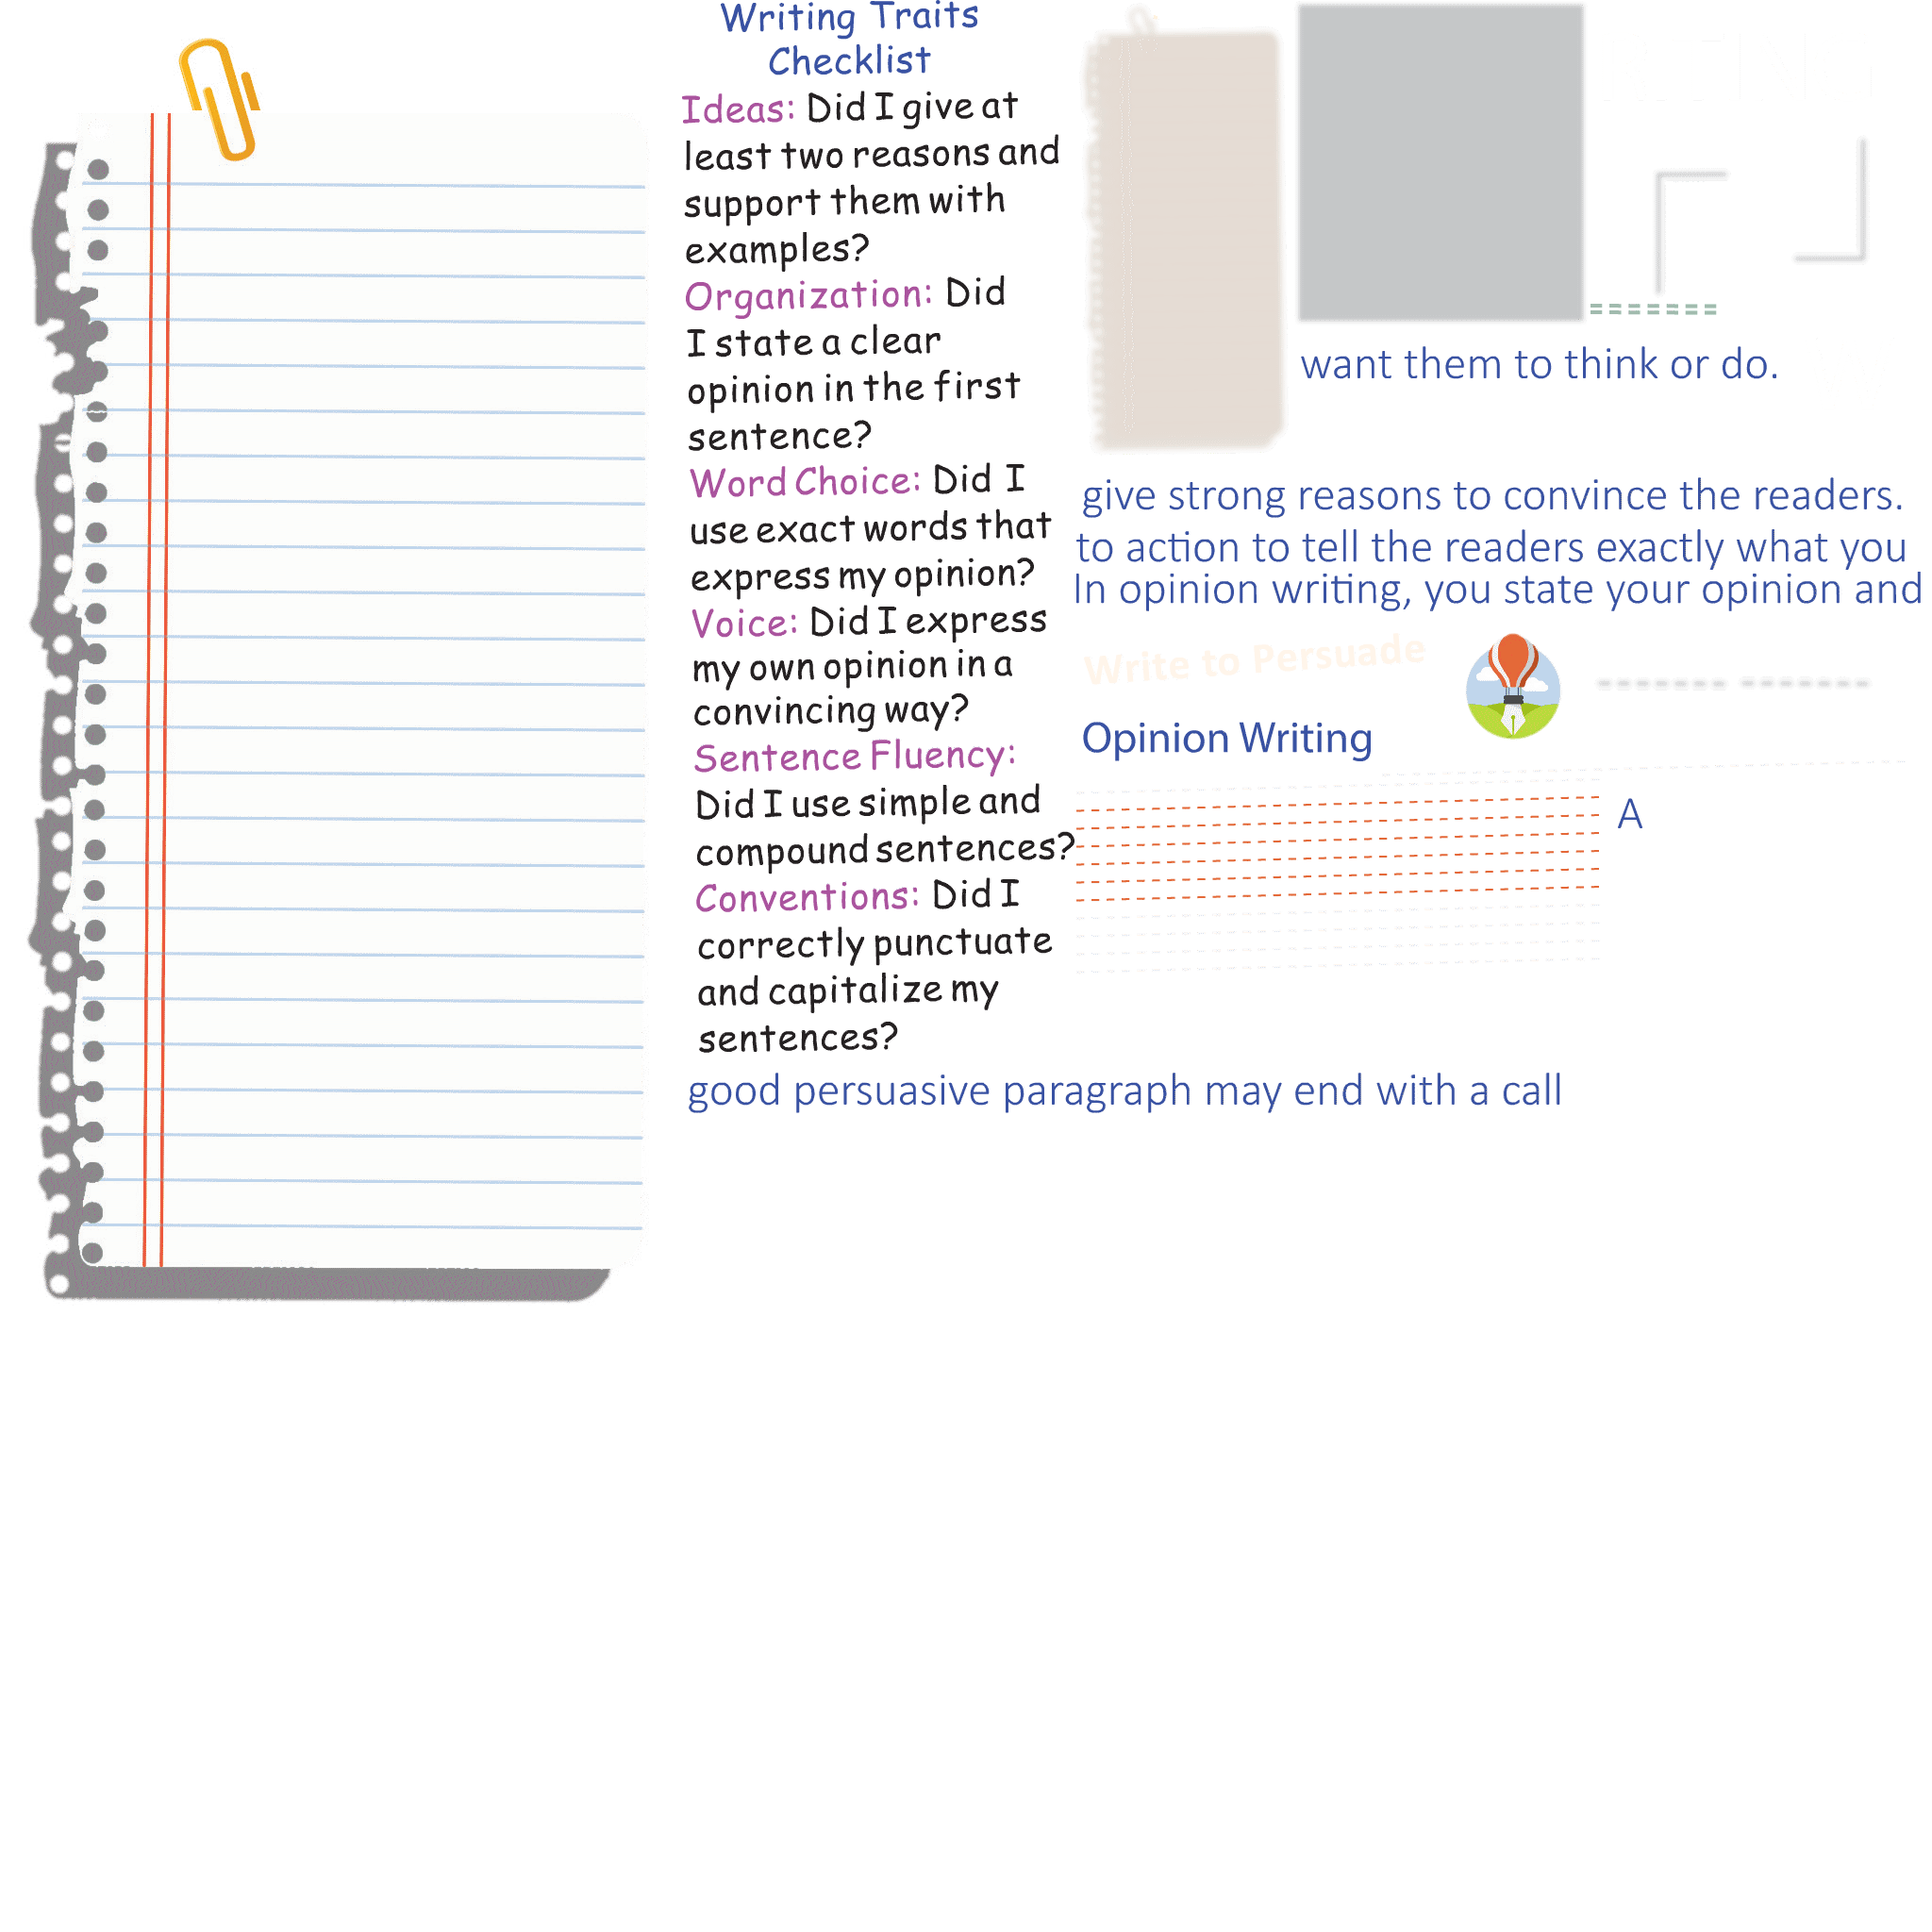 Writing Traits
Checklist
Ideas: Did I give at
least two reasons and
support them with
examples?
Organization: Did
I state a clear
opinion in the first
sentence?
Word Choice: Did I
use exact words that
express my opinion?
Voice: Did I express
my own opinion in a
convincing way?
Sentence Fluency:
Did I use simple and
compound sentences?
Conventions: Did I
correctly punctuate
and capitalize my
sentences?
good persuasive paragraph may end with a call
want them to think or do.
give strong reasons to convince the readers.
to action to tell the readers exactly what you
In opinion writing, you state your opinion and
Write to Persuade
Opinion Writing
A